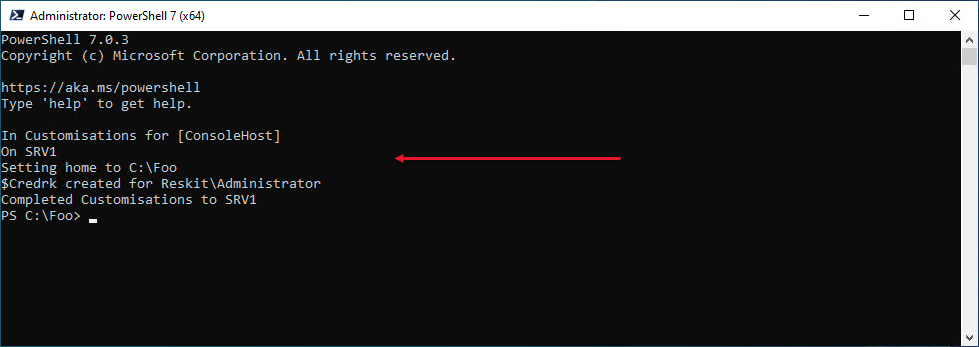 Administrator: PowerShell 7 (x64)
PowerShell 7.0.3
Copyright (c) Microsoft Corporation. All rights reserved.
https://aka.ms/powershell
Type 'help' to get help.
In Customisations for [ConsoleHost]
On SRV1
Setting home to C:\Foo
$Credrk created for Reskit\Administrator
Completed Customisations to SRV1
PS C:\Foo>